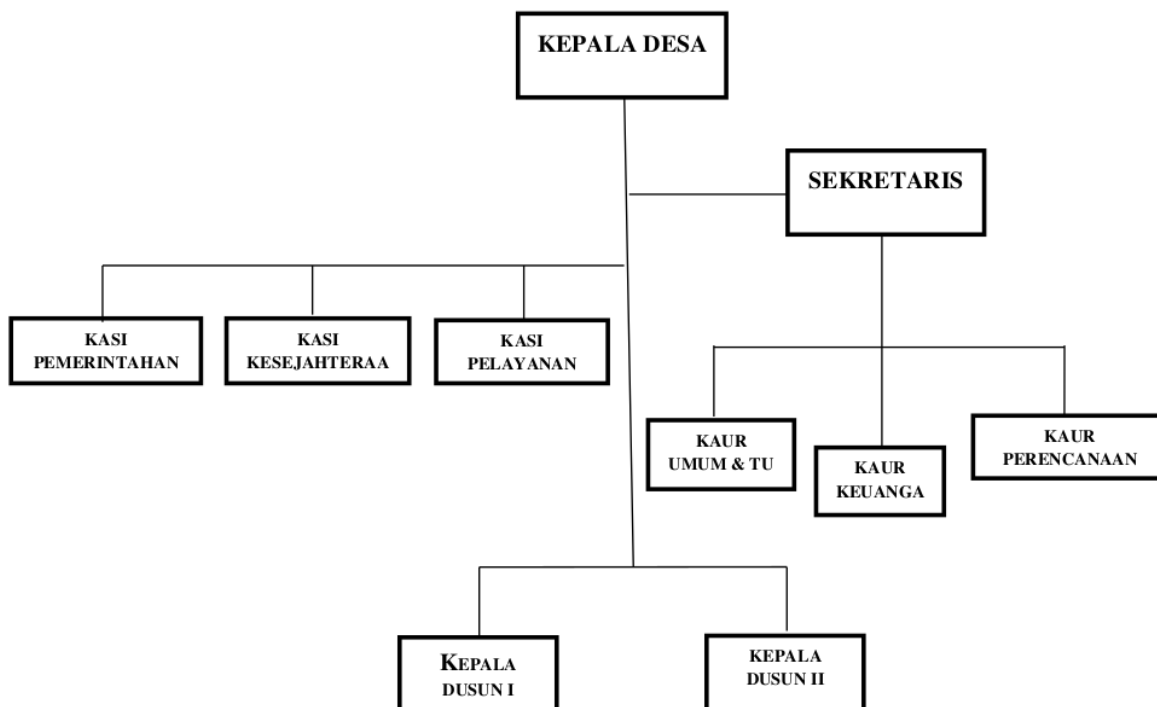 KEPALA DESA
SEKRETARIS
KASI
PEMERINTAHAN
KASI
KESEJAHTERAA
KASI
PELAYANAN
KAUR
UMUM & TU
KAUR
KEUANGA
KAUR
PERENCANAAN
KEPALA
DUSUN I
KEPALA
DUSUN II